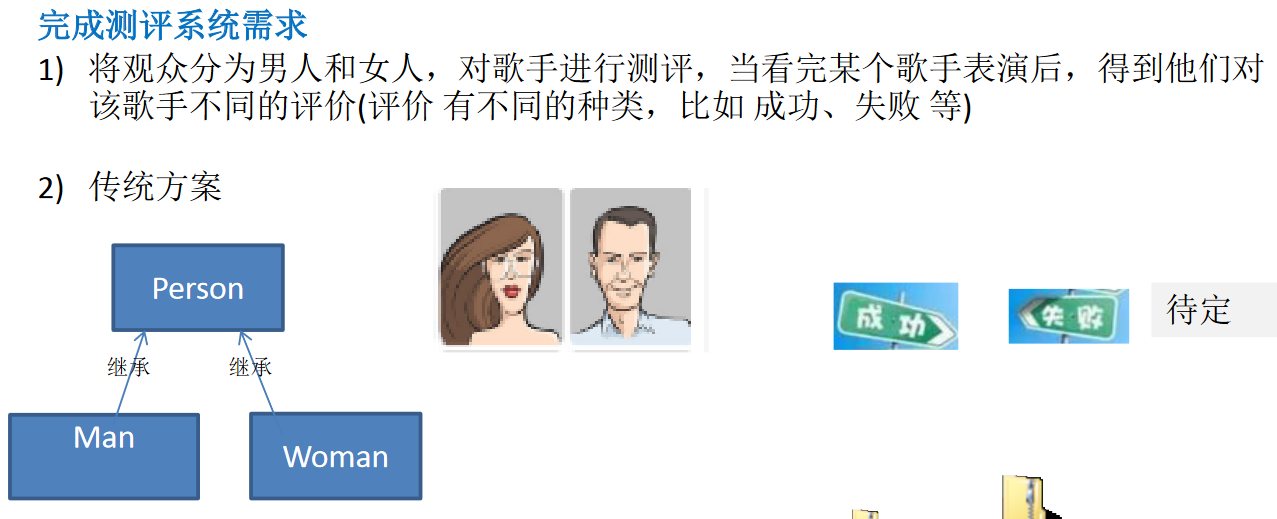 完成测评系统需求
1) 将观众分为男人和女人，对歌手进行测评，当看完某个歌手表演后，得到他们对
该歌手不同的评价(评价 有不同的种类，比如 成功、失败 等)
2) 传统方案
Person
成功
失败
待定
继承
继承
Man
Woman